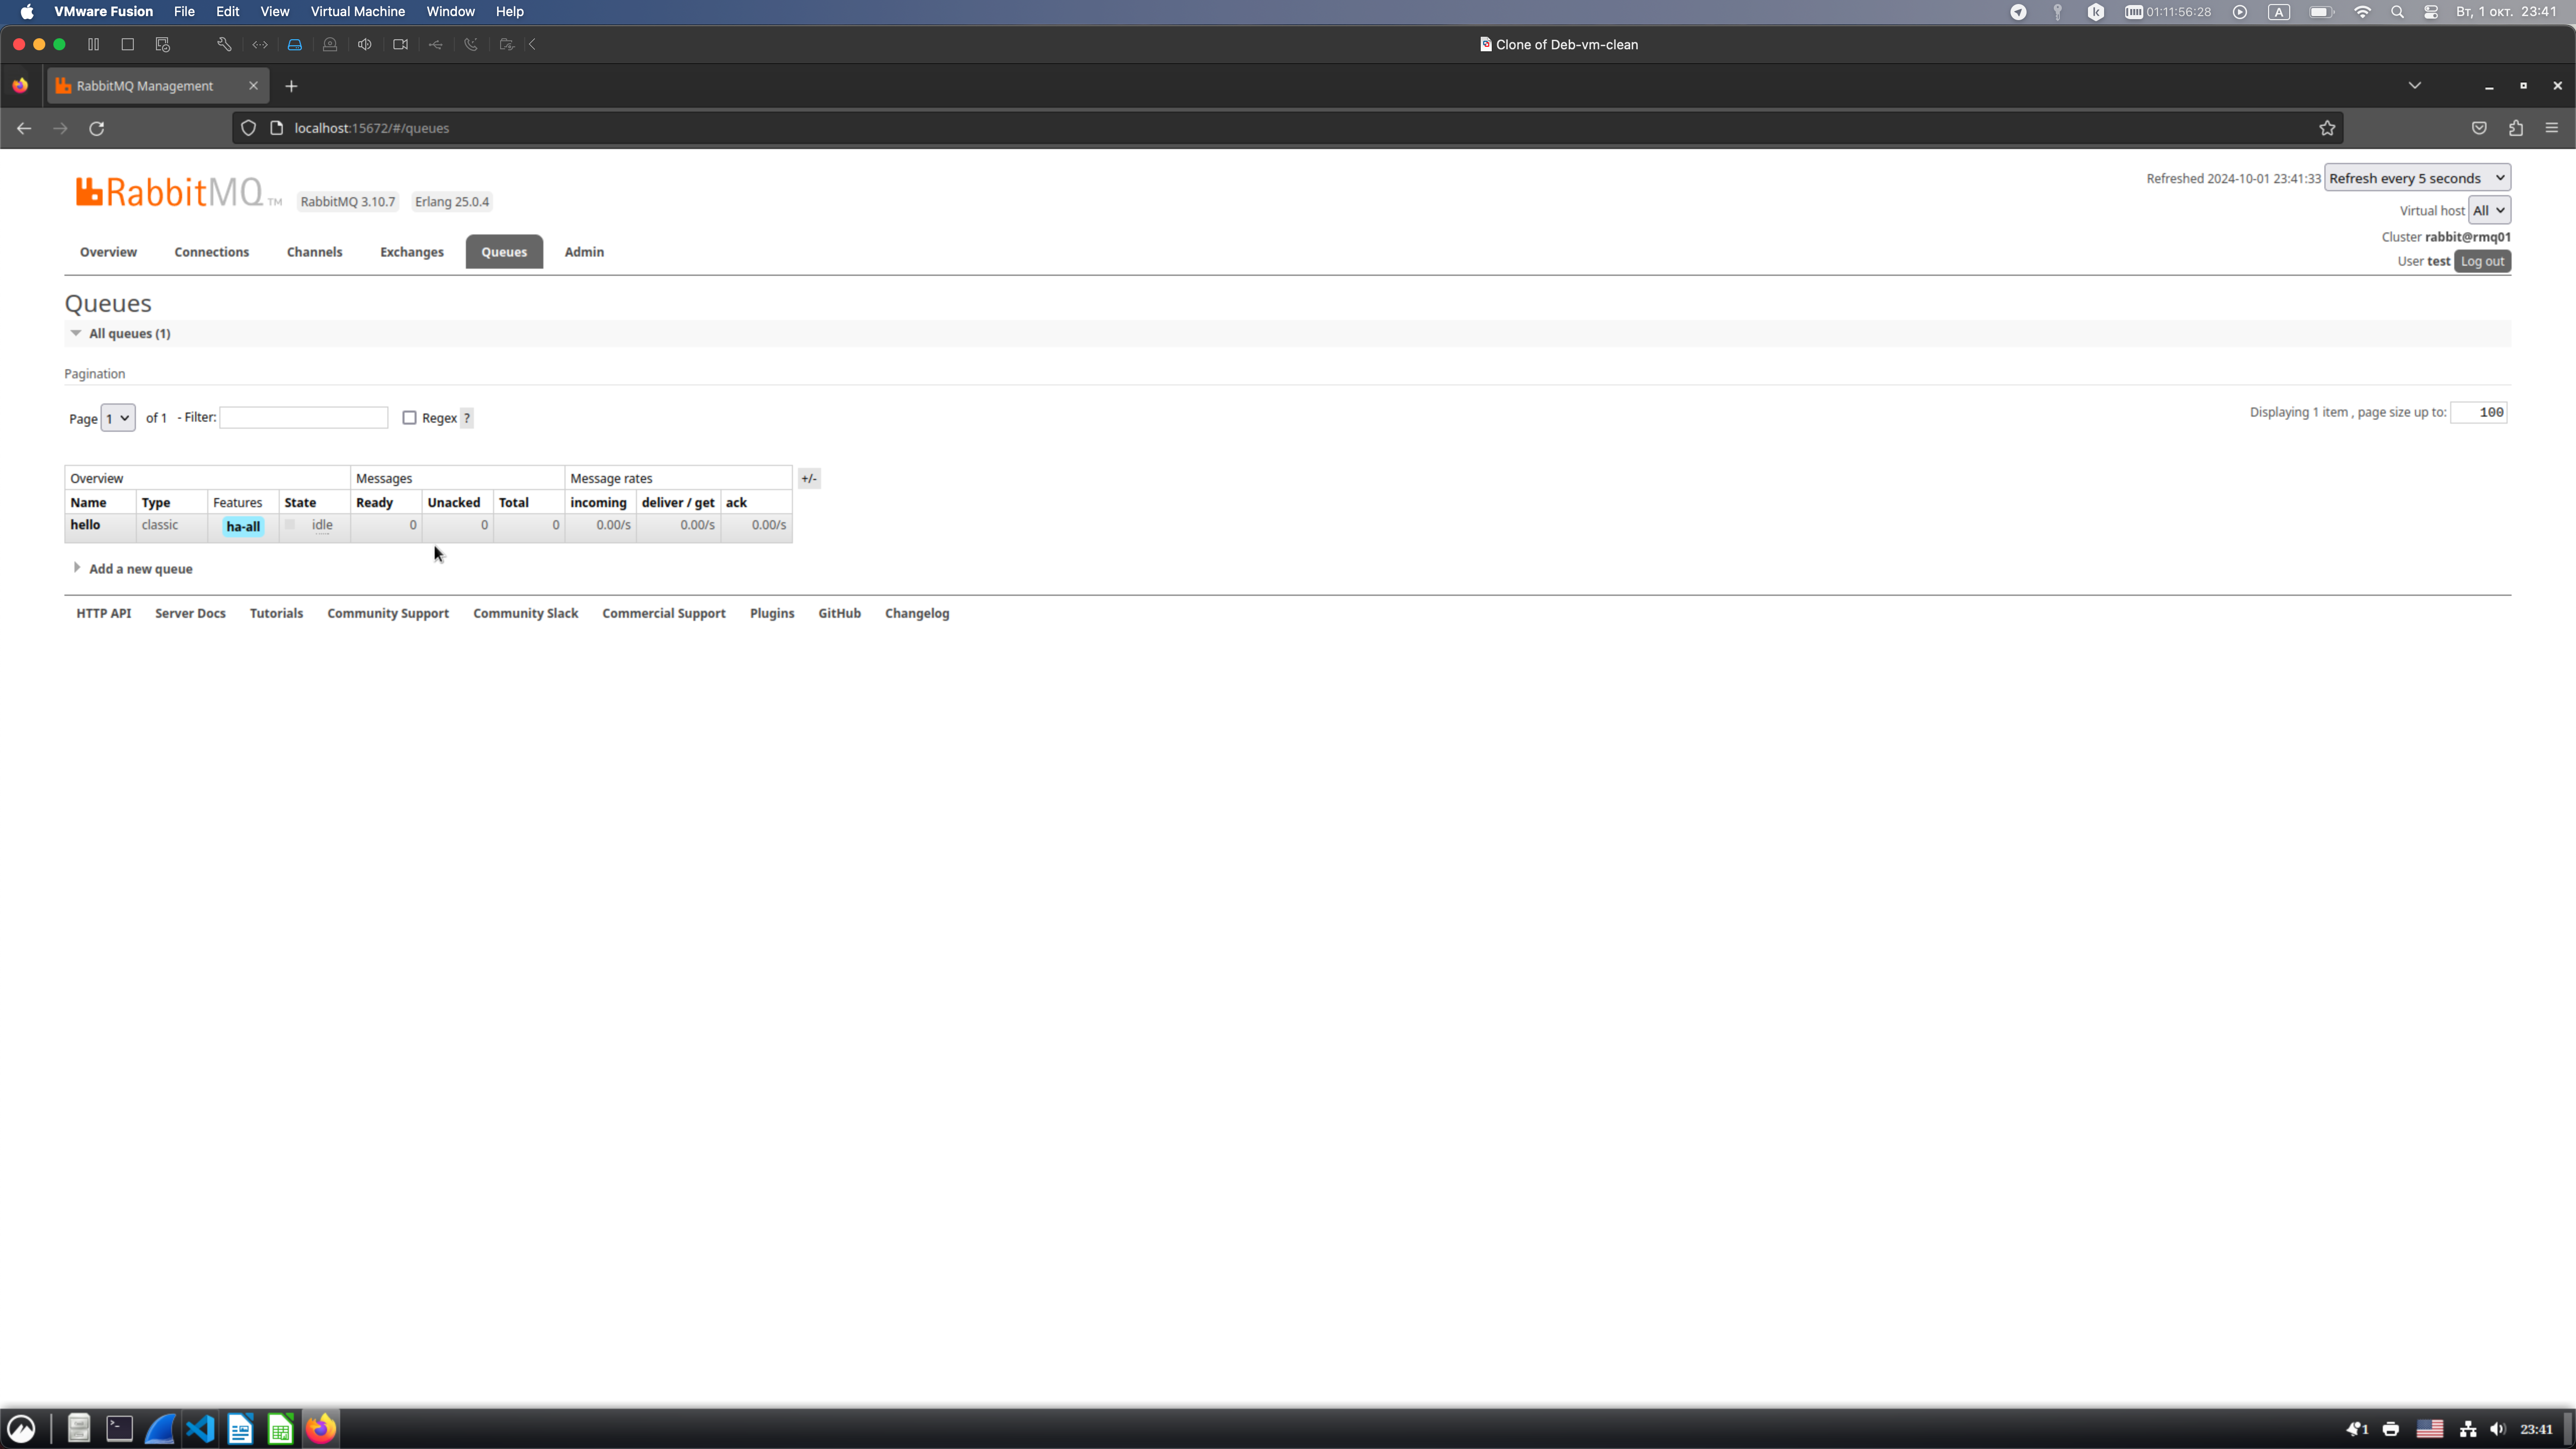 VMware Fusion File Edit View Virtual Machine Window Help 01:11:56:28 A Вт, 1 окт. 23:41
Clone of Deb-vm-clean
RabbitMQ Management
localhost:15672/#/queues
RabbitMQ TM RabbitMQ 3.10.7 Erlang 25.0.4
Refreshed 2024-10-01 23:41:33 Refresh every 5 seconds
Virtual host All
Cluster rabbit@rmq01
User test Log out
Overview Connections Channels Exchanges Queues Admin
Queues
All queues (1)
Pagination
Page 1 of 1 - Filter: Regex ?
Displaying 1 item , page size up to: 100
Overview Messages Message rates +/-
Name Type Features State Ready Unacked Total incoming deliver / get ack
hello classic ha-all idle 0 0 0 0.00/s 0.00/s 0.00/s
Add a new queue
HTTP API Server Docs Tutorials Community Support Community Slack Commercial Support Plugins GitHub Changelog
1 23:41